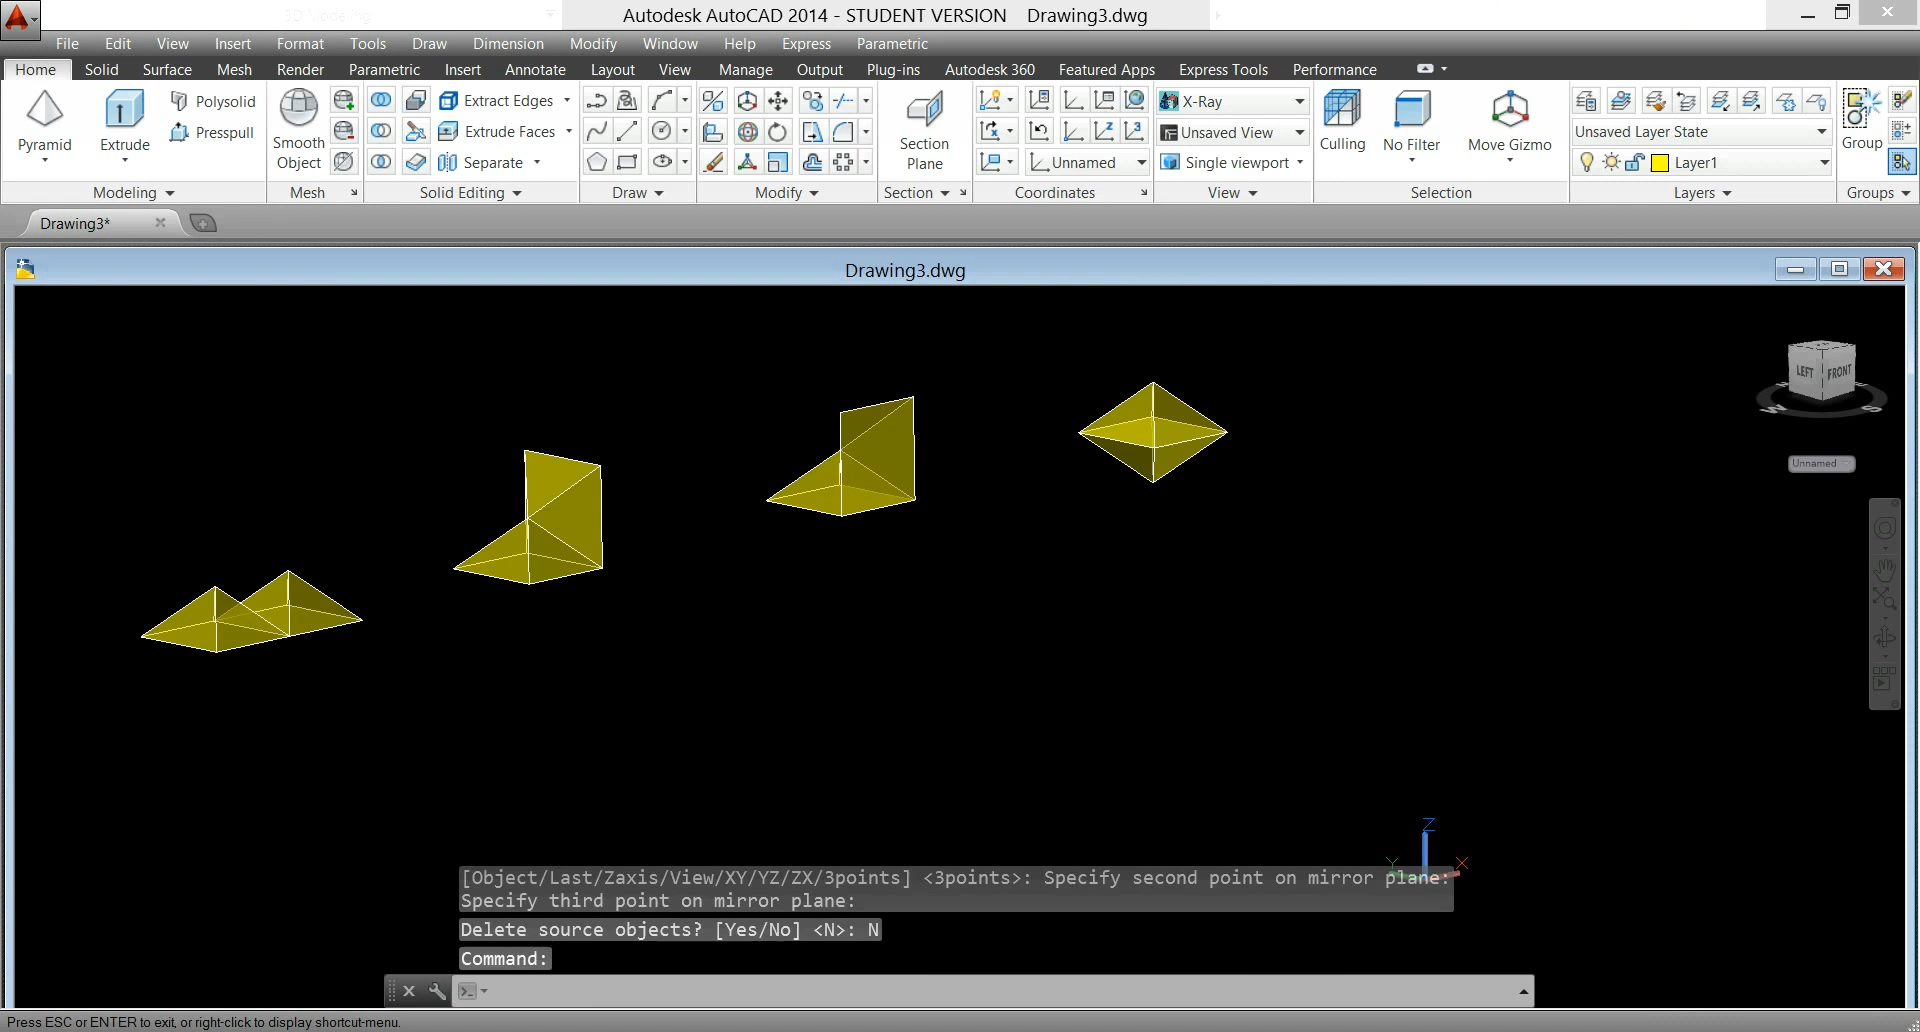 3D Modeling
Autodesk AutoCAD 2014 - STUDENT VERSION Drawing3.dwg
File Edit View Insert Format Tools Draw Dimension Modify Window Help Express Parametric
Home Solid Surface Mesh Render Parametric Insert Annotate Layout View Manage Output Plug-ins Autodesk 360 Featured Apps Express Tools Performance
Polysolid Extract Edges X-Ray
Presspull Extrude Faces Unsaved View Unsaved Layer State
Pyramid Extrude Smooth Object Separate Section Plane Unnamed Single viewport Culling No Filter Move Gizmo Layer1 Group
Modeling Mesh Solid Editing Draw Modify Section Coordinates View Selection Layers Groups
Drawing3*
Drawing3.dwg
LEFT FRONT
W S
Unnamed
Z
Y X
[Object/Last/Zaxis/View/XY/YZ/ZX/3points] <3points>: Specify second point on mirror plane:
Specify third point on mirror plane:
Delete source objects? [Yes/No] <N>: N
Command:
Press ESC or ENTER to exit, or right-click to display shortcut-menu.